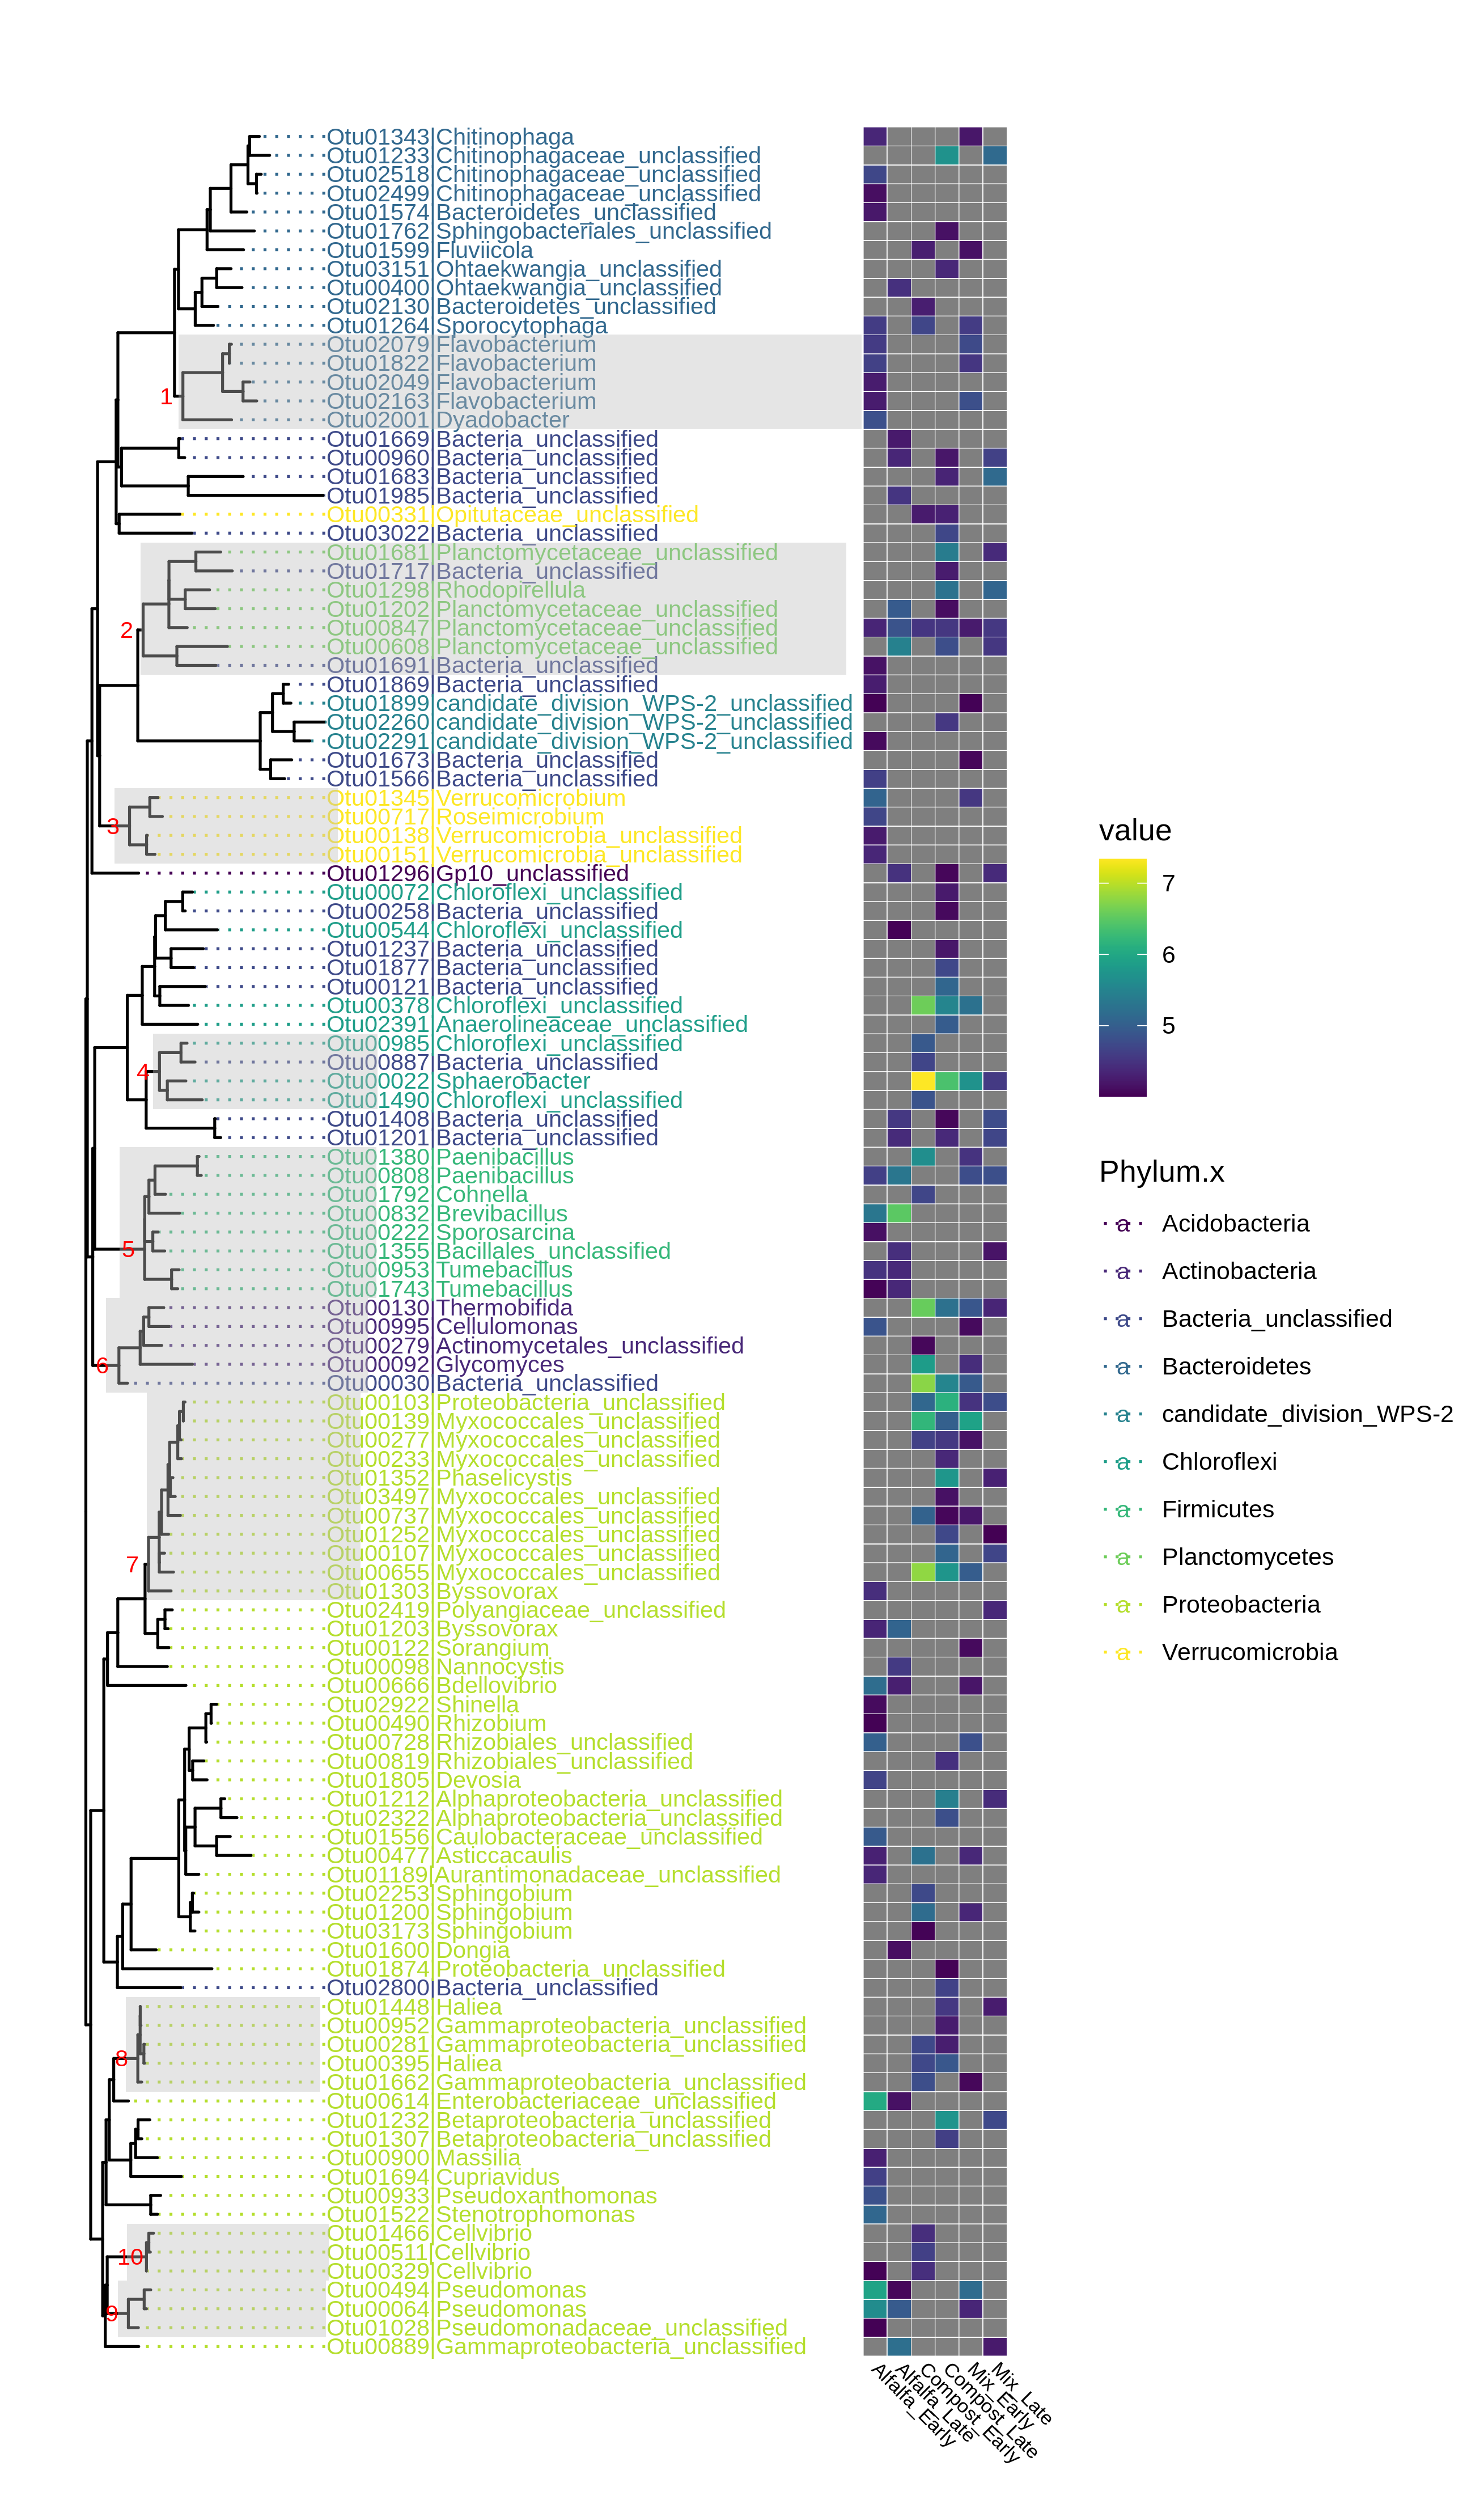 Otu01343|Chitinophaga
Otu01233|Chitinophagaceae_unclassified
Otu02518|Chitinophagaceae_unclassified
Otu02499|Chitinophagaceae_unclassified
Otu01574|Bacteroidetes_unclassified
Otu01762|Sphingobacteriales_unclassified
Otu01599|Fluviicola
Otu03151|Ohtaekwangia_unclassified
Otu00400|Ohtaekwangia_unclassified
Otu02130|Bacteroidetes_unclassified
Otu01264|Sporocytophaga
Otu02079|Flavobacterium
Otu01822|Flavobacterium
Otu02049|Flavobacterium
1
Otu02163|Flavobacterium
Otu02001|Dyadobacter
Otu01669|Bacteria_unclassified
Otu00960|Bacteria_unclassified
Otu01683|Bacteria_unclassified
Otu01985|Bacteria_unclassified
Otu00331|Opitutaceae_unclassified
Otu03022|Bacteria_unclassified
Otu01681|Planctomycetaceae_unclassified
Otu01717|Bacteria_unclassified
Otu01298|Rhodopirellula
Otu01202|Planctomycetaceae_unclassified
2
Otu00847|Planctomycetaceae_unclassified
Otu00608|Planctomycetaceae_unclassified
Otu01691|Bacteria_unclassified
Otu01869|Bacteria_unclassified
Otu01899|candidate_division_WPS-2_unclassified
Otu02260|candidate_division_WPS-2_unclassified
Otu02291|candidate_division_WPS-2_unclassified
Otu01673|Bacteria_unclassified
Otu01566|Bacteria_unclassified
Otu01345|Verrucomicrobium
Otu00717|Roseimicrobium
3
Otu00138|Verrucomicrobia_unclassified
Otu00151|Verrucomicrobia_unclassified
Otu01296|Gp10_unclassified
Otu00072|Chloroflexi_unclassified
Otu00258|Bacteria_unclassified
Otu00544|Chloroflexi_unclassified
Otu01237|Bacteria_unclassified
Otu01877|Bacteria_unclassified
Otu00121|Bacteria_unclassified
Otu00378|Chloroflexi_unclassified
Otu02391|Anaerolineaceae_unclassified
Otu00985|Chloroflexi_unclassified
Otu00887|Bacteria_unclassified
4
Otu00022|Sphaerobacter
Otu01490|Chloroflexi_unclassified
Otu01408|Bacteria_unclassified
Otu01201|Bacteria_unclassified
Otu01380|Paenibacillus
Otu00808|Paenibacillus
Otu01792|Cohnella
Otu00832|Brevibacillus
Otu00222|Sporosarcina
5
Otu01355|Bacillales_unclassified
Otu00953|Tumebacillus
Otu01743|Tumebacillus
Otu00130|Thermobifida
Otu00995|Cellulomonas
Otu00279|Actinomycetales_unclassified
6
Otu00092|Glycomyces
Otu00030|Bacteria_unclassified
Otu00103|Proteobacteria_unclassified
Otu00139|Myxococcales_unclassified
Otu00277|Myxococcales_unclassified
Otu00233|Myxococcales_unclassified
Otu01352|Phaselicystis
Otu03497|Myxococcales_unclassified
Otu00737|Myxococcales_unclassified
Otu01252|Myxococcales_unclassified
Otu00107|Myxococcales_unclassified
7
Otu00655|Myxococcales_unclassified
Otu01303|Byssovorax
Otu02419|Polyangiaceae_unclassified
Otu01203|Byssovorax
Otu00122|Sorangium
Otu00098|Nannocystis
Otu00666|Bdellovibrio
Otu02922|Shinella
Otu00490|Rhizobium
Otu00728|Rhizobiales_unclassified
Otu00819|Rhizobiales_unclassified
Otu01805|Devosia
Otu01212|Alphaproteobacteria_unclassified
Otu02322|Alphaproteobacteria_unclassified
Otu01556|Caulobacteraceae_unclassified
Otu00477|Asticcacaulis
Otu01189|Aurantimonadaceae_unclassified
Otu02253|Sphingobium
Otu01200|Sphingobium
Otu03173|Sphingobium
Otu01600|Dongia
Otu01874|Proteobacteria_unclassified
Otu02800|Bacteria_unclassified
Otu01448|Haliea
Otu00952|Gammaproteobacteria_unclassified
Otu00281|Gammaproteobacteria_unclassified
8
Otu00395|Haliea
Otu01662|Gammaproteobacteria_unclassified
Otu00614|Enterobacteriaceae_unclassified
Otu01232|Betaproteobacteria_unclassified
Otu01307|Betaproteobacteria_unclassified
Otu00900|Massilia
Otu01694|Cupriavidus
Otu00933|Pseudoxanthomonas
Otu01522|Stenotrophomonas
Otu01466|Cellvibrio
10
Otu00511|Cellvibrio
Otu00329|Cellvibrio
Otu00494|Pseudomonas
9
Otu00064|Pseudomonas
Otu01028|Pseudomonadaceae_unclassified
Otu00889|Gammaproteobacteria_unclassified
Alfalfa_Early
Alfalfa_Late
Compost_Early
Compost_Late
Mix_Early
Mix_Late
value
7
6
5
Phylum.x
a Acidobacteria
a Actinobacteria
a Bacteria_unclassified
a Bacteroidetes
a candidate_division_WPS-2
a Chloroflexi
a Firmicutes
a Planctomycetes
a Proteobacteria
a Verrucomicrobia